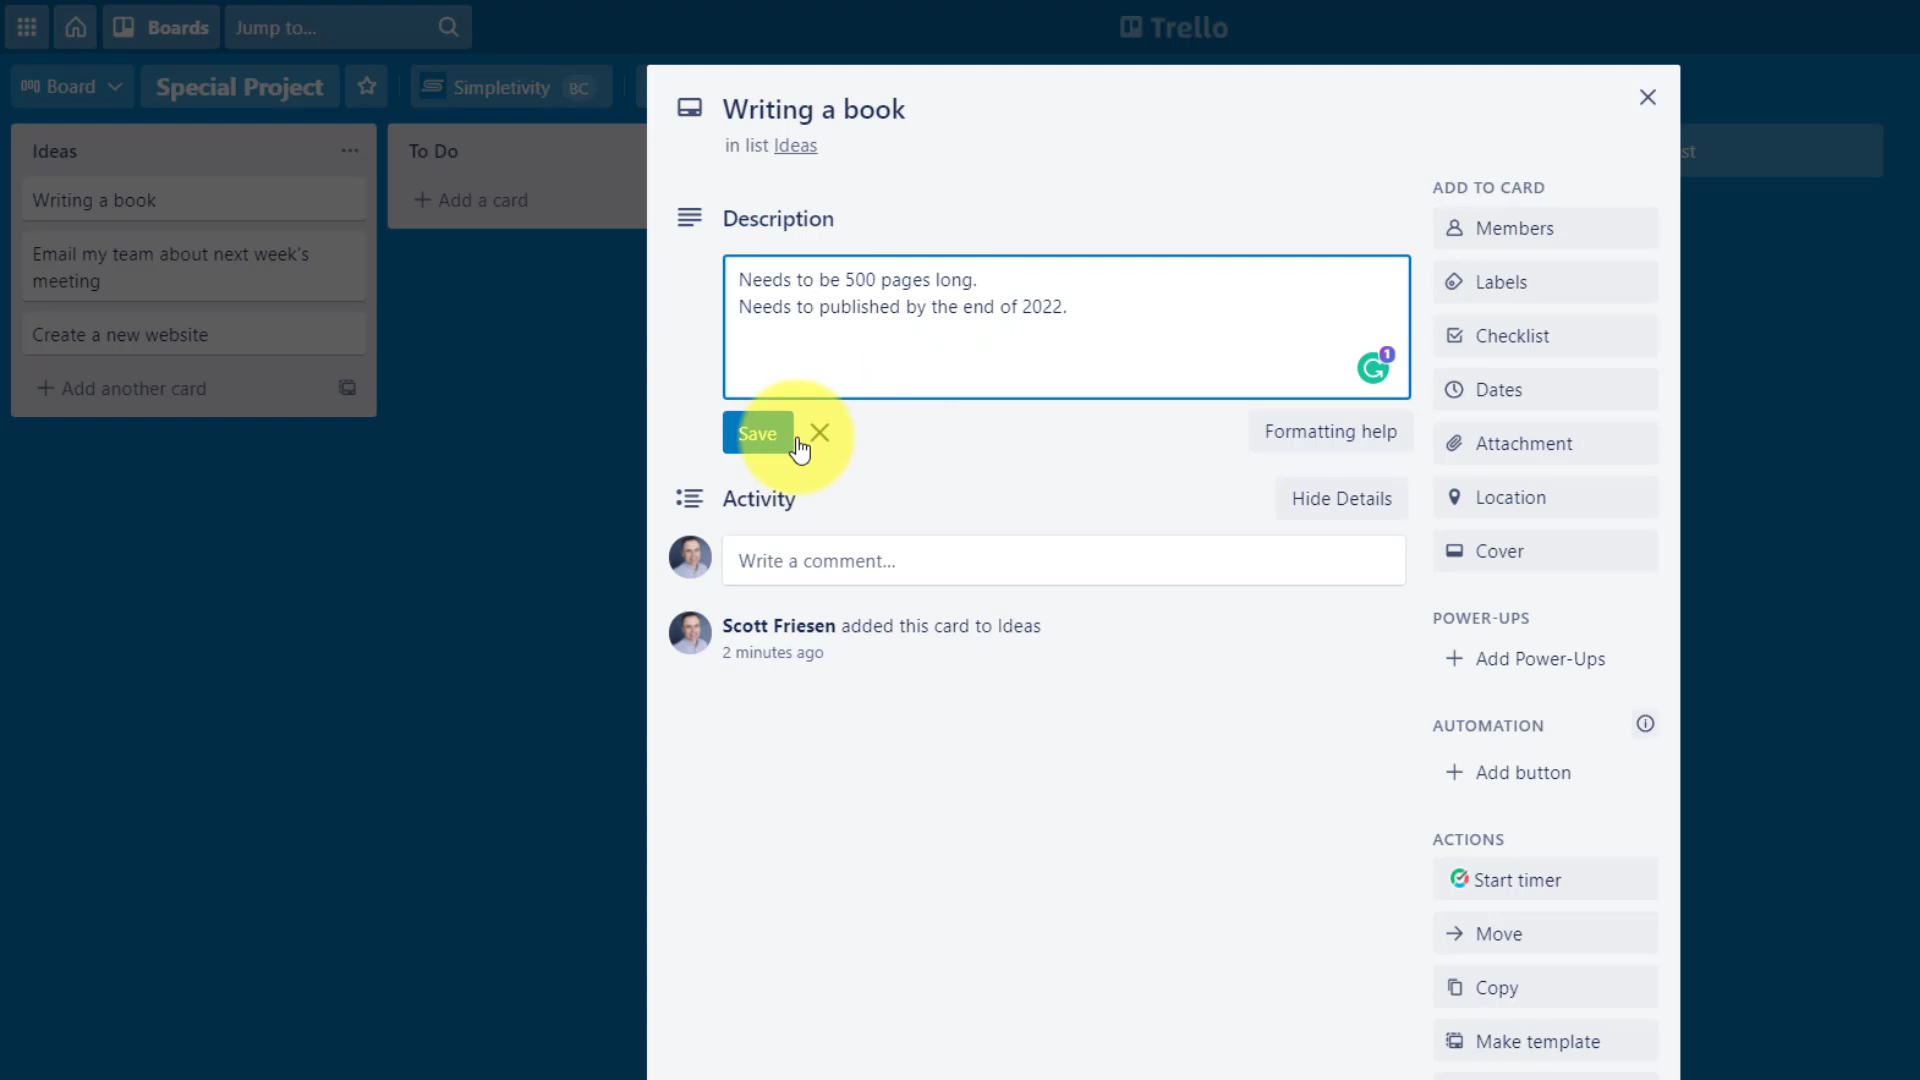 Boards
Jump to...
Trello
Board
Special Project
Simpletivity BC
Ideas
Writing a book
Email my team about next week's
meeting
Create a new website
+ Add another card
To Do
+ Add a card
st
Writing a book
in list Ideas
Description
Needs to be 500 pages long.
Needs to published by the end of 2022.
1
Save
Formatting help
Activity
Hide Details
Write a comment...
Scott Friesen added this card to Ideas
2 minutes ago
ADD TO CARD
Members
Labels
Checklist
Dates
Attachment
Location
Cover
POWER-UPS
+ Add Power-Ups
AUTOMATION
+ Add button
ACTIONS
Start timer
Move
Copy
Make template